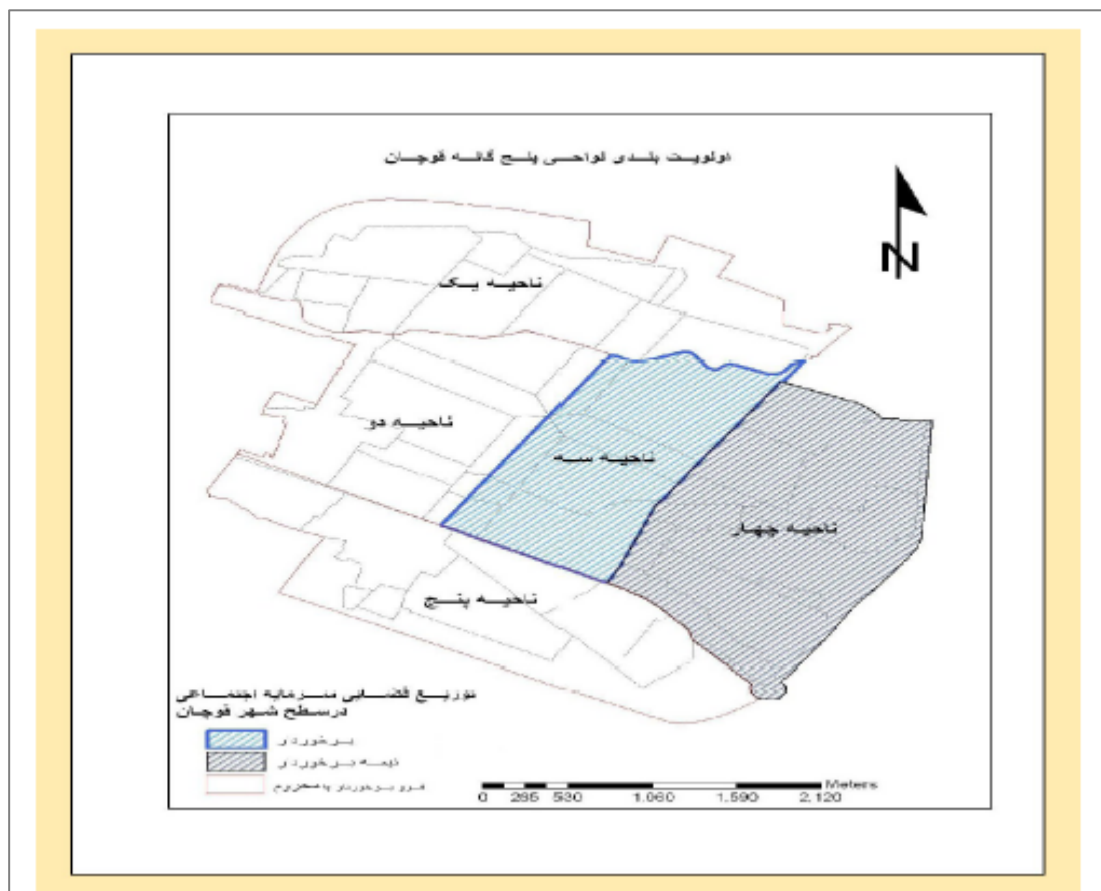 اولویت بندی نواحی پنج گانه قوچان
N
ناحیه یک
ناحیه دو
ناحیه سه
ناحیه چهار
ناحیه پنج
توزیع فضایی سرمایه اجتماعی
درسطح شهر قوچان
برخوردار
نیمه برخوردار
فرو برخوردار یا محروم
Meters
0 265 530 1.060 1.590 2.120